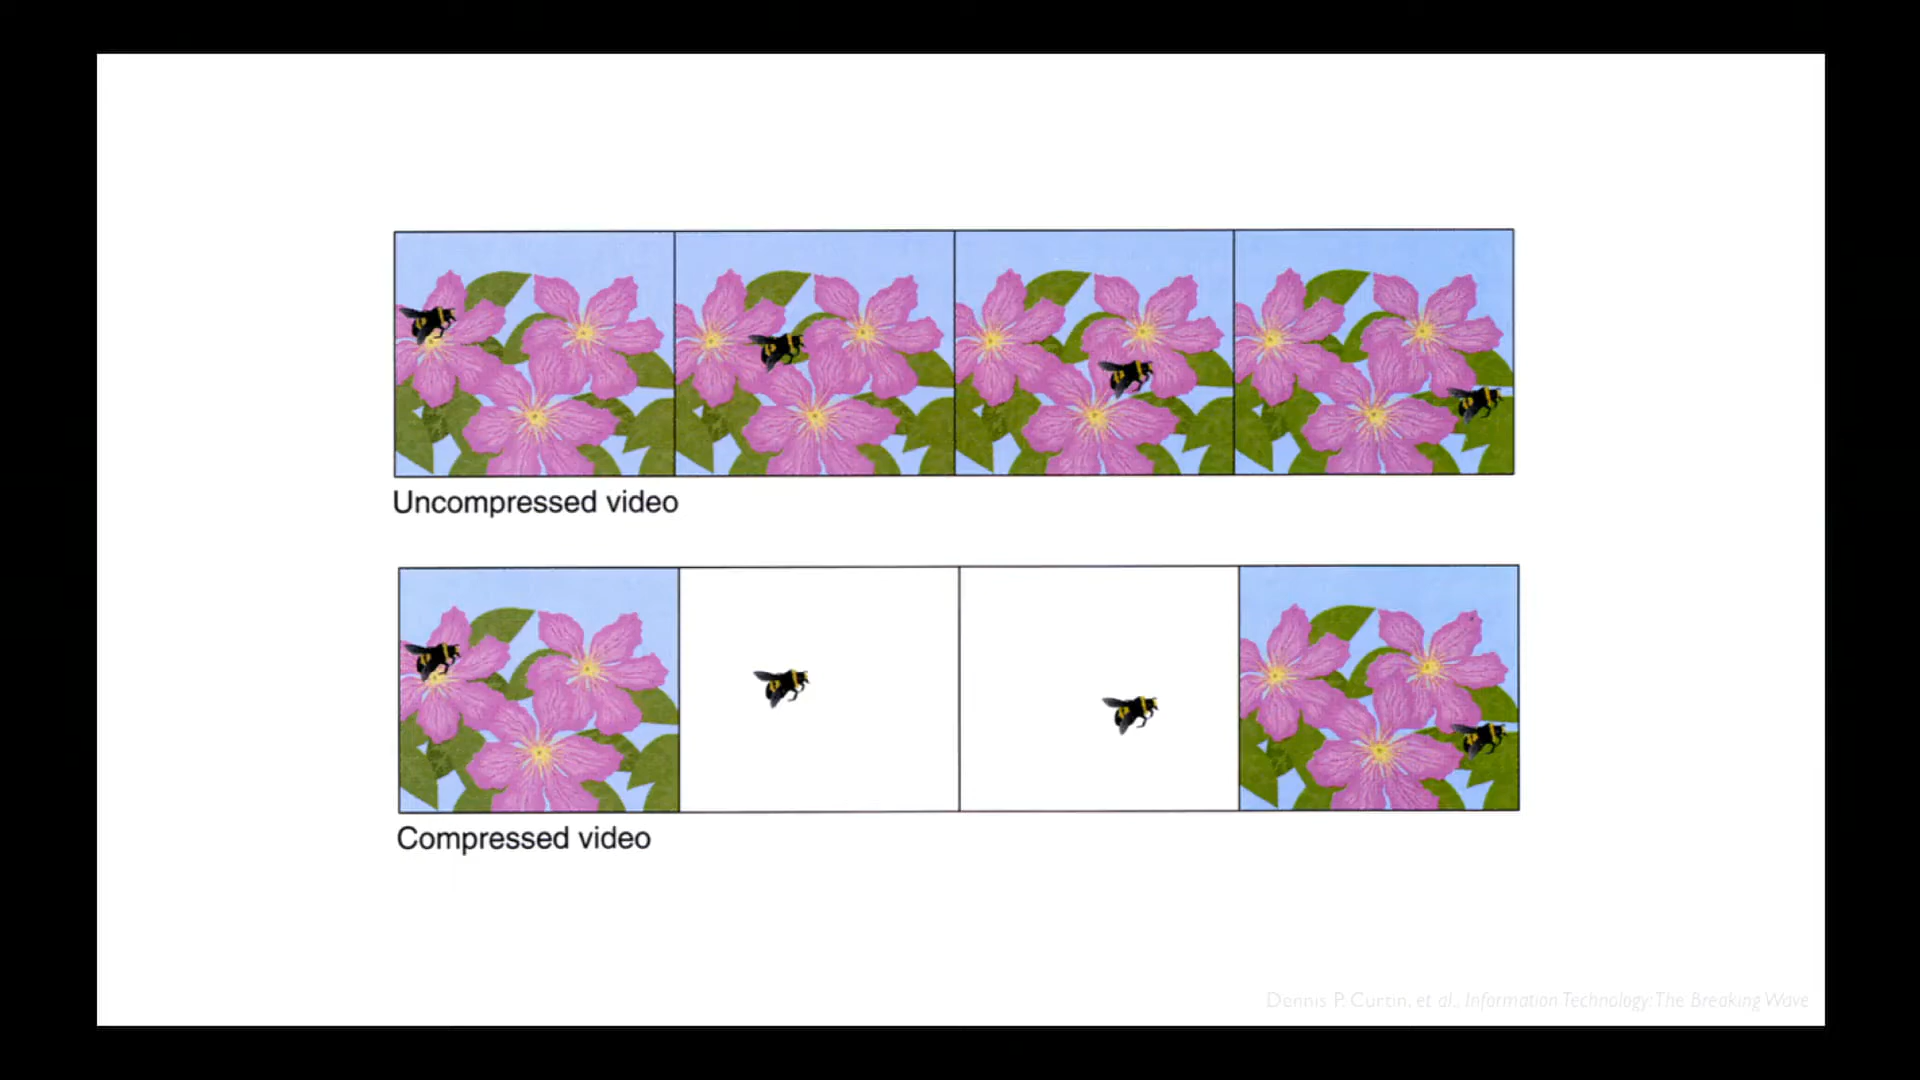 Uncompressed video
Compressed video
Dennis P. Curtin, et al., Information Technology: The Breaking Wave